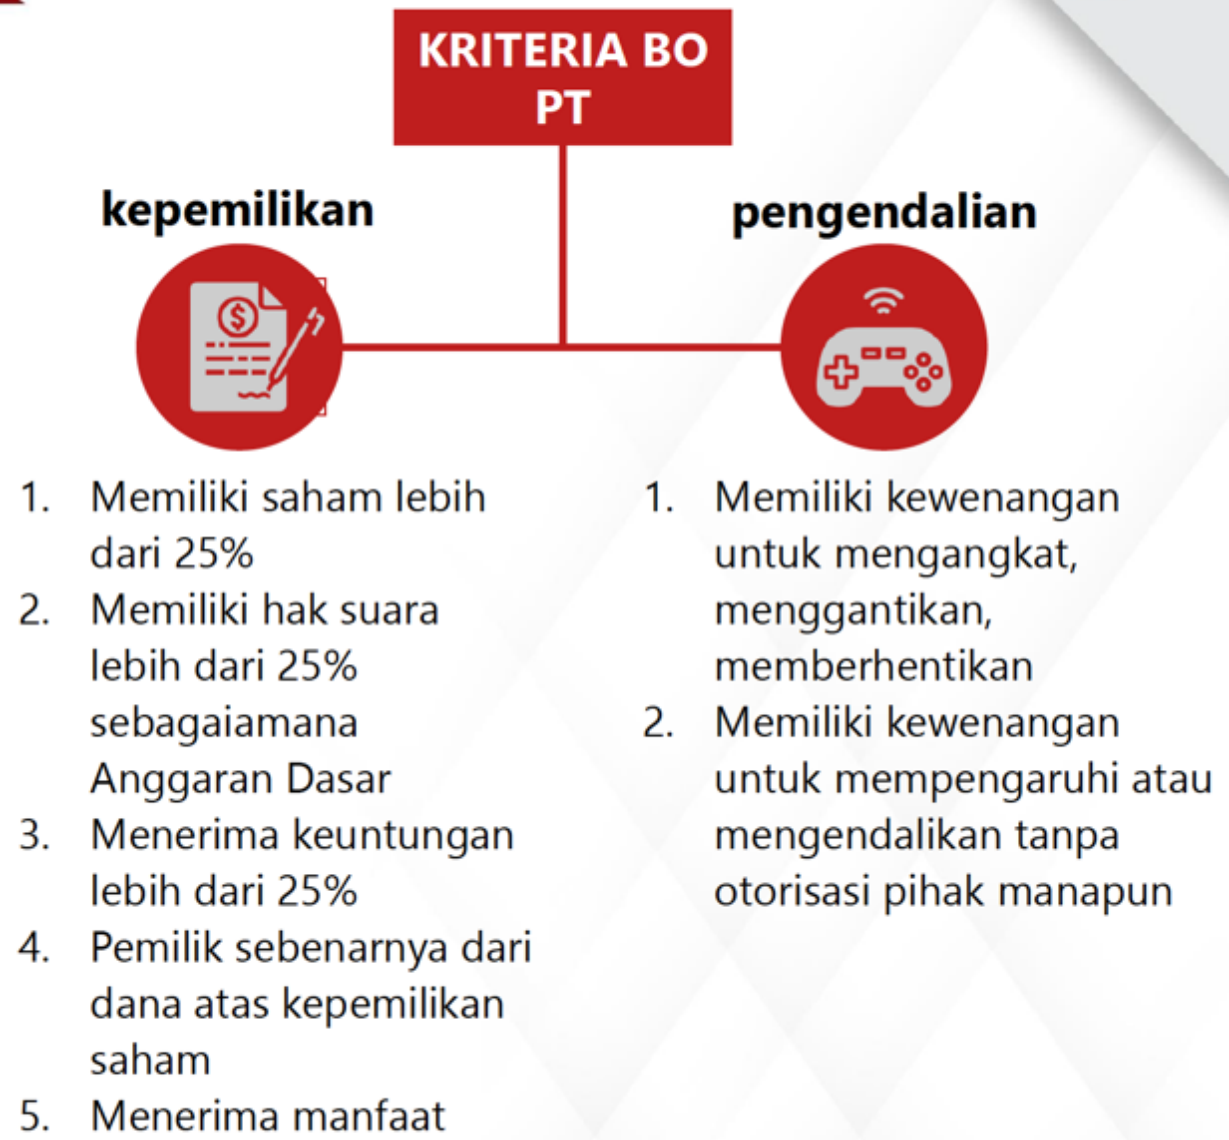 KRITERIA BO
PT
kepemilikan
1. Memiliki saham lebih
dari 25%
2. Memiliki hak suara
lebih dari 25%
sebagaiamana
Anggaran Dasar
3. Menerima keuntungan
lebih dari 25%
4. Pemilik sebenarnya dari
dana atas kepemilikan
saham
5. Menerima manfaat
pengendalian
1. Memiliki kewenangan
untuk mengangkat,
menggantikan,
memberhentikan
2. Memiliki kewenangan
untuk mempengaruhi atau
mengendalikan tanpa
otorisasi pihak manapun